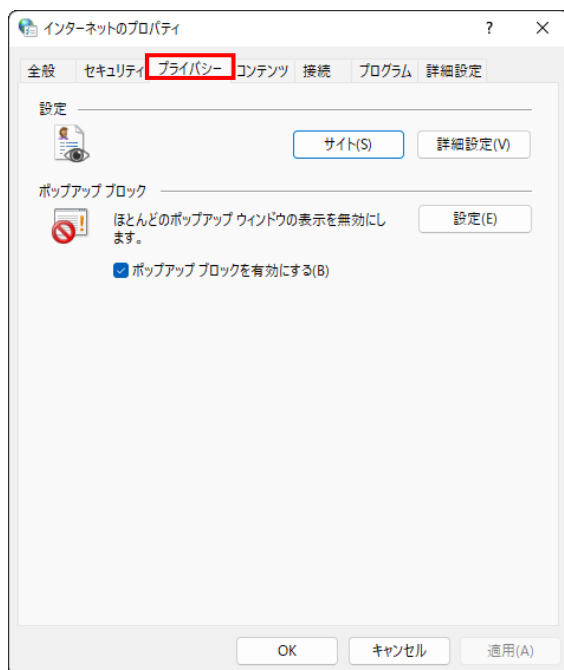 インターネットのプロパティ
?
×
全般 セキュリティ プライバシー コンテンツ 接続 プログラム 詳細設定
設定
サイト(S) 詳細設定(V)
ポップアップ ブロック
ほとんどのポップアップ ウィンドウの表示を無効にし
ます。
設定(E)
ポップアップ ブロックを有効にする(B)
OK キャンセル 適用(A)